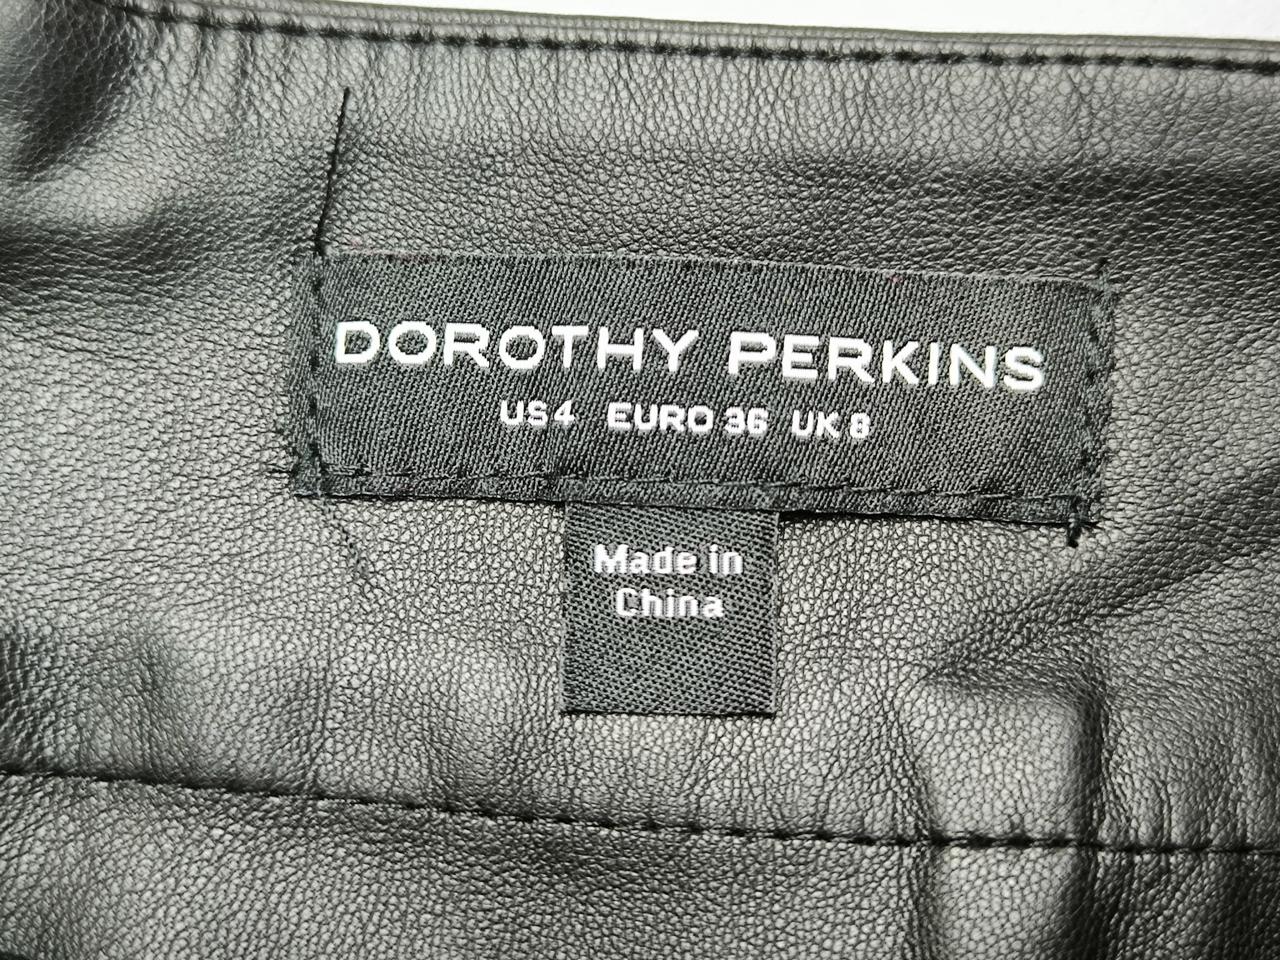 DOROTHY PERKINS
US 4 EURO 36 UK 8
Made in
China